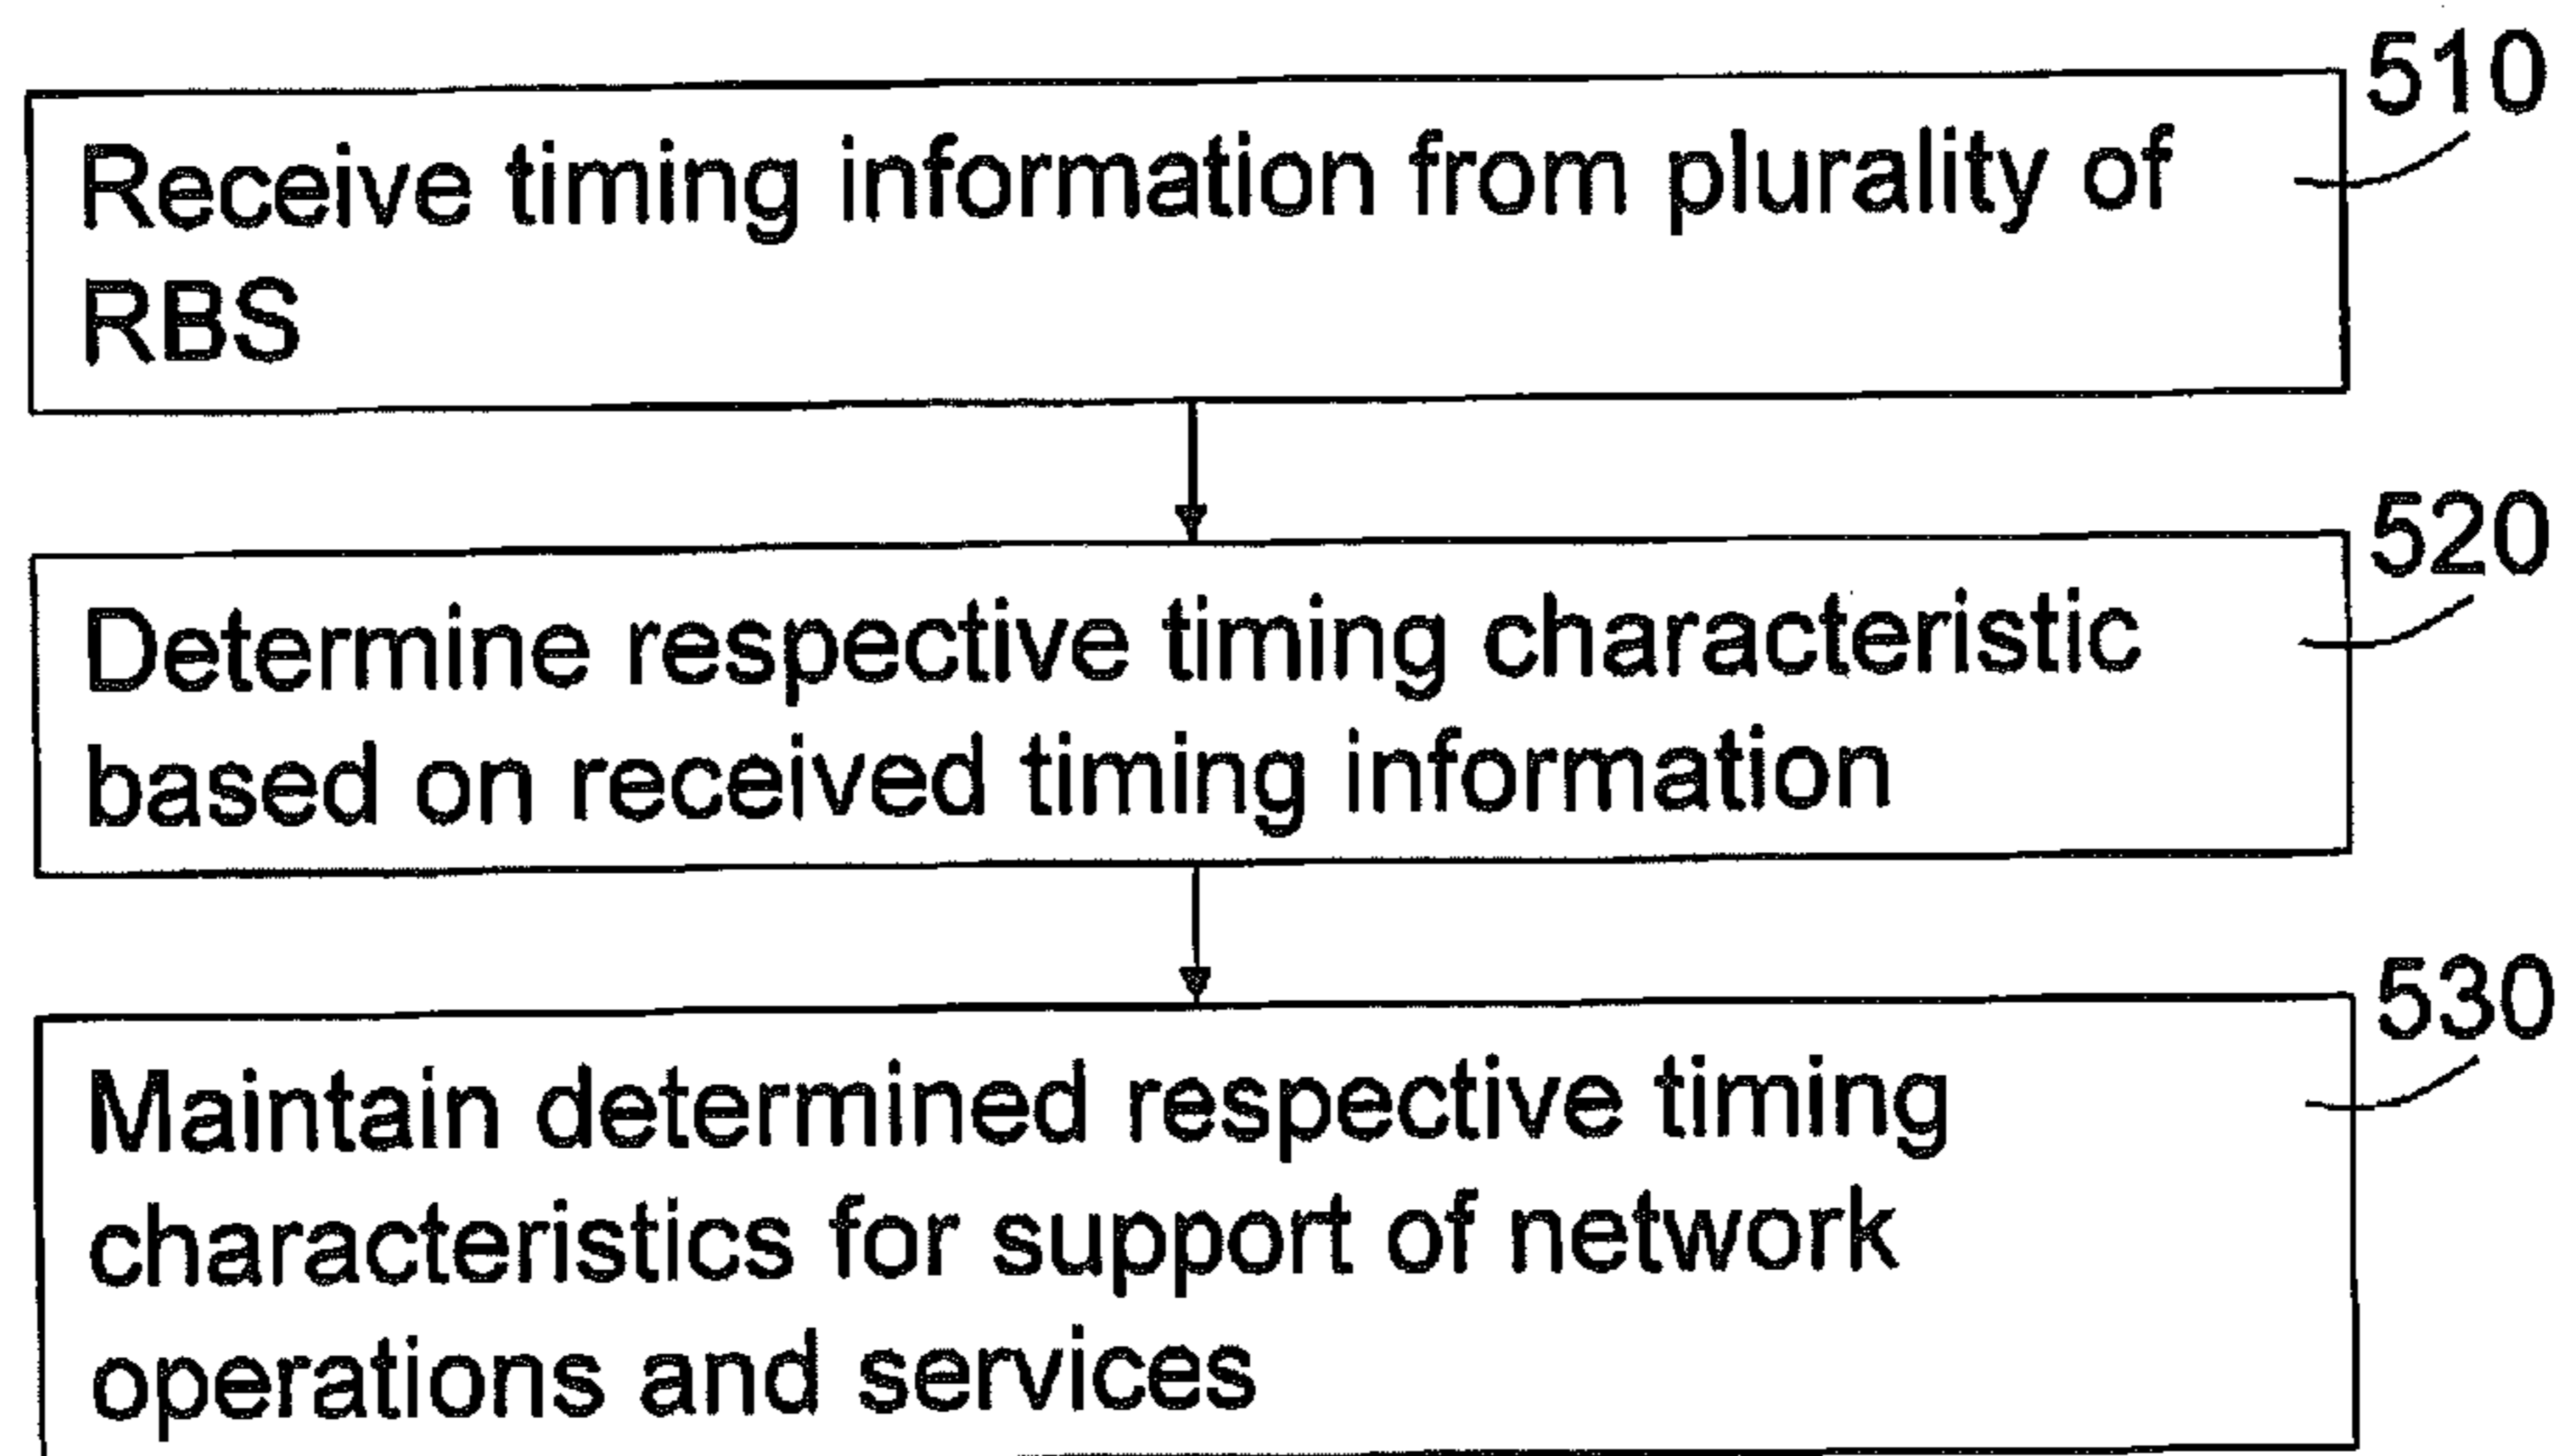 510
Receive timing information from plurality of
RBS
520
Determine respective timing characteristic
based on received timing information
530
Maintain determined respective timing
characteristics for support of network
operations and services